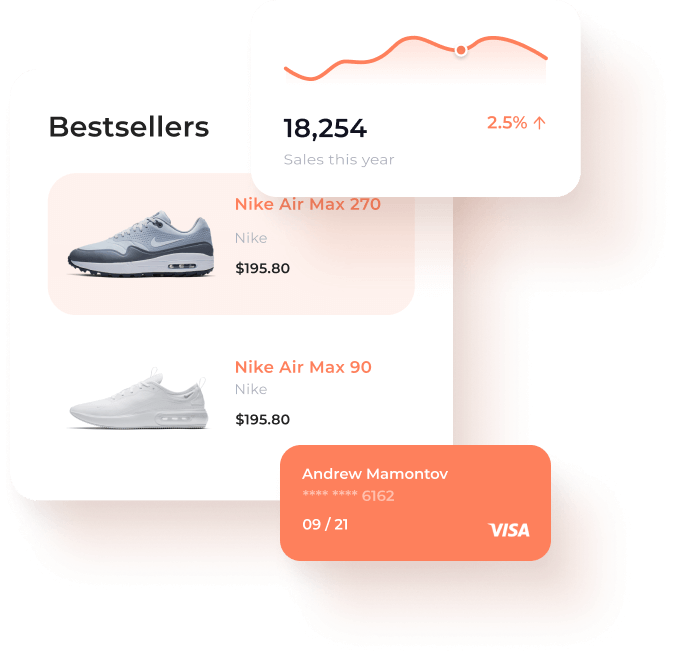 Bestsellers
18,254
2.5% ↑
Sales this year
Nike Air Max 270
Nike
$195.80
Nike Air Max 90
Nike
$195.80
Andrew Mamontov
**** **** 6162
09 / 21
VISA